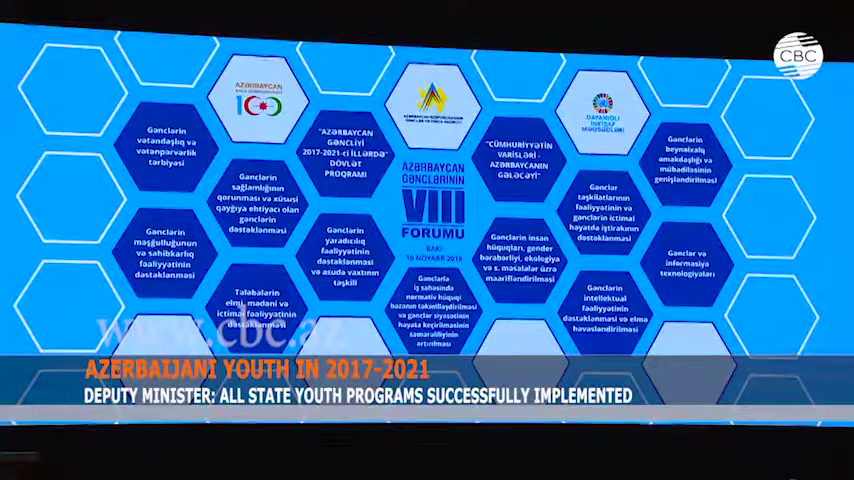 CBC
AZƏRBAYCAN
100
"AZƏRBAYCAN
GƏNCLİYİ
2017-2021-ci İLLƏRDƏ"
DÖVLƏT
PROQRAMI
DAYANIQLI
İNKİŞAF
MƏQSƏDLƏRİ
"CÜMHURİYYƏTİN
VARİSLƏRİ -
AZƏRBAYCANIN
GƏLƏCƏYİ"
Gənclərin
vətəndaşlıq və
vətənpərvərlik
tərbiyəsi
Gənclərin
sağlamlığının
qorunması və xüsusi
qayğıya ehtiyacı olan
gənclərin
dəstəklənməsi
AZƏRBAYCAN
GƏNCLƏRİNİN
VIII
FORUMU
BAKI
16 NOYABR 2018
Gənclər
təşkilatlarının
fəaliyyətinin və
gənclərin ictimai
həyatda iştirakının
dəstəklənməsi
Gənclərin
beynəlxalq
əməkdaşlığı və
mübadiləsinin
genişləndirilməsi
Gənclərin
məşğulluğunun
və sahibkarlıq
fəaliyyətinin
dəstəklənməsi
Gənclərin
yaradıcılıq
fəaliyyətinin
dəstəklənməsi
və asudə vaxtının
təşkili
Gənclərin insan
hüquqları, gender
bərabərliyi, ekologiya
və s. məsələlər üzrə
maarifləndirilməsi
Gənclər və
informasiya
texnologiyaları
Tələbələrin
elmi, mədəni və
ictimai fəaliyyətinin
dəstəklənməsi
Gənclərlə
iş sahəsində
normativ hüquqi
bazanın təkmilləşdirilməsi
və gənclər siyasətinin
həyata keçirilməsinin
səmərəliliyinin
artırılması
Gənclərin
intellektual
fəaliyyətinin
dəstəklənməsi və elmə
həvəsləndirilməsi
www.cbc.az
AZERBAIJANI YOUTH IN 2017-2021
DEPUTY MINISTER: ALL STATE YOUTH PROGRAMS SUCCESSFULLY IMPLEMENTED